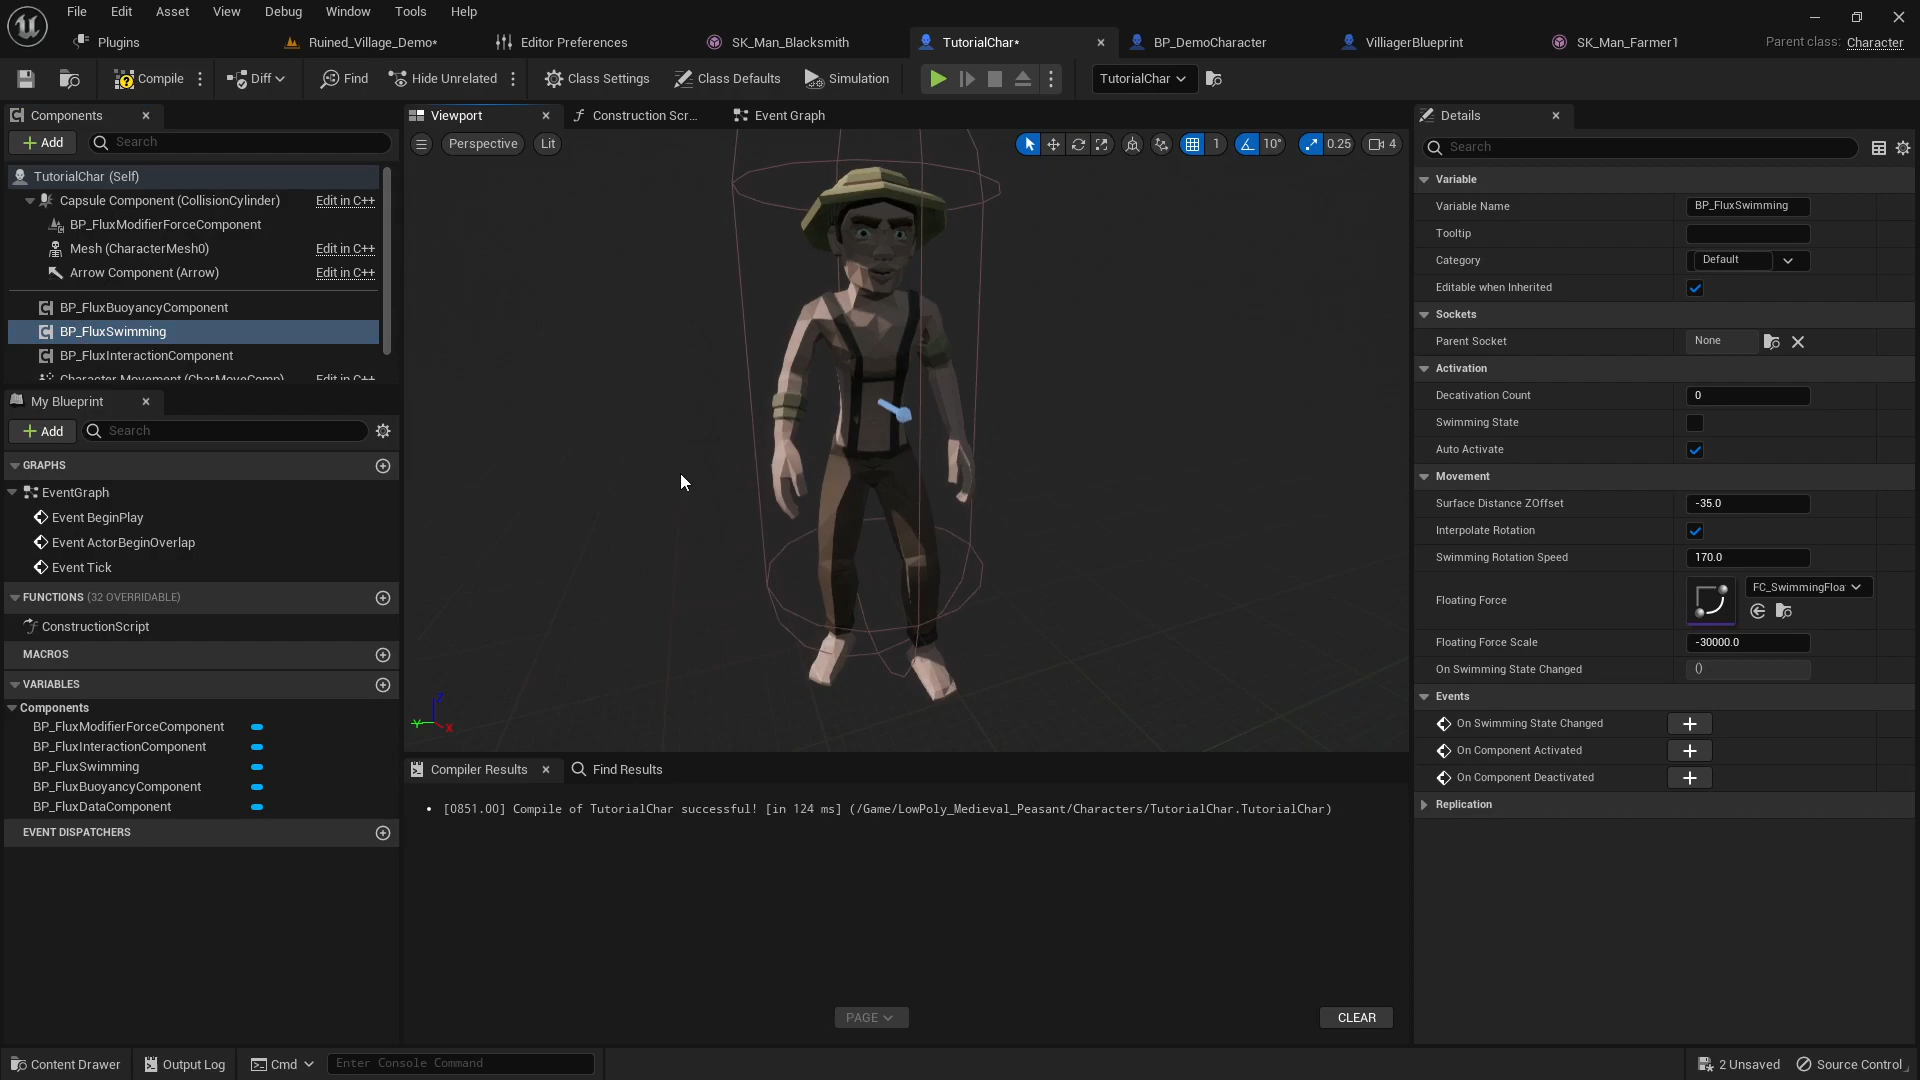 File Edit Asset View Debug Window Tools Help
Plugins Ruined_Village_Demo* Editor Preferences SK_Man_Blacksmith TutorialChar* BP_DemoCharacter VilliagerBlueprint SK_Man_Farmer1 Parent class: Character
Compile Diff Find Hide Unrelated Class Settings Class Defaults Simulation TutorialChar
Components
Add Search
TutorialChar (Self)
Capsule Component (CollisionCylinder) Edit in C++
BP_FluxModifierForceComponent
Mesh (CharacterMesh0) Edit in C++
Arrow Component (Arrow) Edit in C++
BP_FluxBuoyancyComponent
BP_FluxSwimming
BP_FluxInteractionComponent
Character Movement (CharMoveComp) Edit in C++
My Blueprint
Add Search
GRAPHS
EventGraph
Event BeginPlay
Event ActorBeginOverlap
Event Tick
FUNCTIONS (32 OVERRIDABLE)
ConstructionScript
MACROS
VARIABLES
Components
BP_FluxModifierForceComponent
BP_FluxInteractionComponent
BP_FluxSwimming
BP_FluxBuoyancyComponent
BP_FluxDataComponent
EVENT DISPATCHERS
Viewport Construction Scr... Event Graph
Perspective Lit 1 10° 0.25 4
Z
Y X
Compiler Results Find Results
• [0851.00] Compile of TutorialChar successful! [in 124 ms] (/Game/LowPoly_Medieval_Peasant/Characters/TutorialChar.TutorialChar)
PAGE CLEAR
Details
Search
Variable
Variable Name BP_FluxSwimming
Tooltip
Category Default
Editable when Inherited
Sockets
Parent Socket None
Activation
Decativation Count 0
Swimming State
Auto Activate
Movement
Surface Distance ZOffset -35.0
Interpolate Rotation
Swimming Rotation Speed 170.0
Floating Force FC_SwimmingFloa
Floating Force Scale -30000.0
On Swimming State Changed ()
Events
On Swimming State Changed
On Component Activated
On Component Deactivated
Replication
Content Drawer Output Log Cmd Enter Console Command 2 Unsaved Source Control